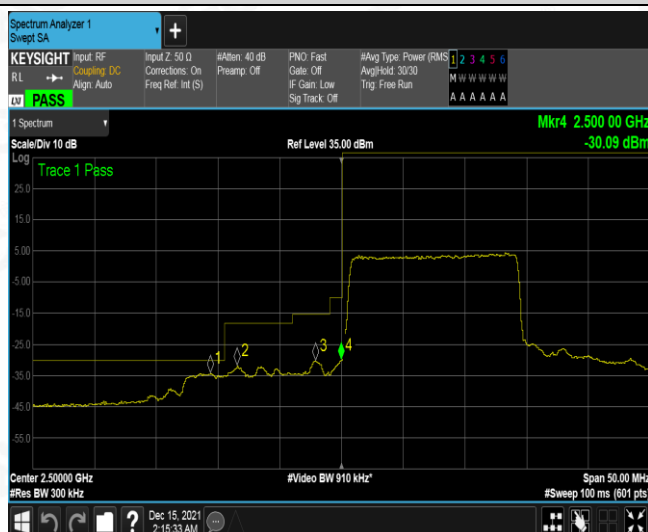 Spectrum Analyzer 1
Swept SA
+
KEYSIGHT
RL
LXI PASS
Input: RF
Coupling: DC
Align: Auto
Input Z: 50 Ω
Corrections: On
Freq Ref: Int (S)
#Atten: 40 dB
Preamp: Off
PNO: Fast
Gate: Off
IF Gain: Low
Sig Track: Off
#Avg Type: Power (RMS
Avg|Hold: 30/30
Trig: Free Run
1 2 3 4 5 6
M W W W W W
A A A A A A
1 Spectrum
Mkr4 2.500 00 GHz
Scale/Div 10 dB
Ref Level 35.00 dBm
-30.09 dBm
Log
Trace 1 Pass
25.0
15.0
5.00
-5.00
-15.0
-25.0
-35.0
-45.0
-55.0
1
2
3
4
Center 2.50000 GHz
#Video BW 910 kHz*
Span 50.00 MHz
#Res BW 300 kHz
#Sweep 100 ms (601 pts)
?
Dec 15, 2021
2:15:33 AM